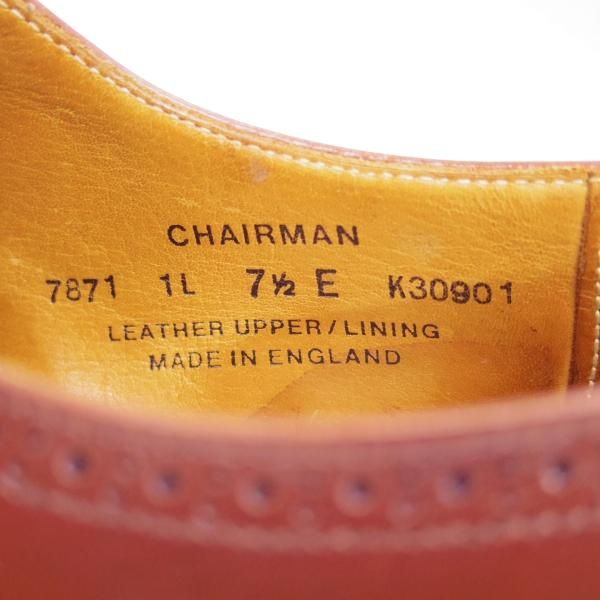 CHAIRMAN
7871 1L 7½ E K30901
LEATHER UPPER/LINING
MADE IN ENGLAND